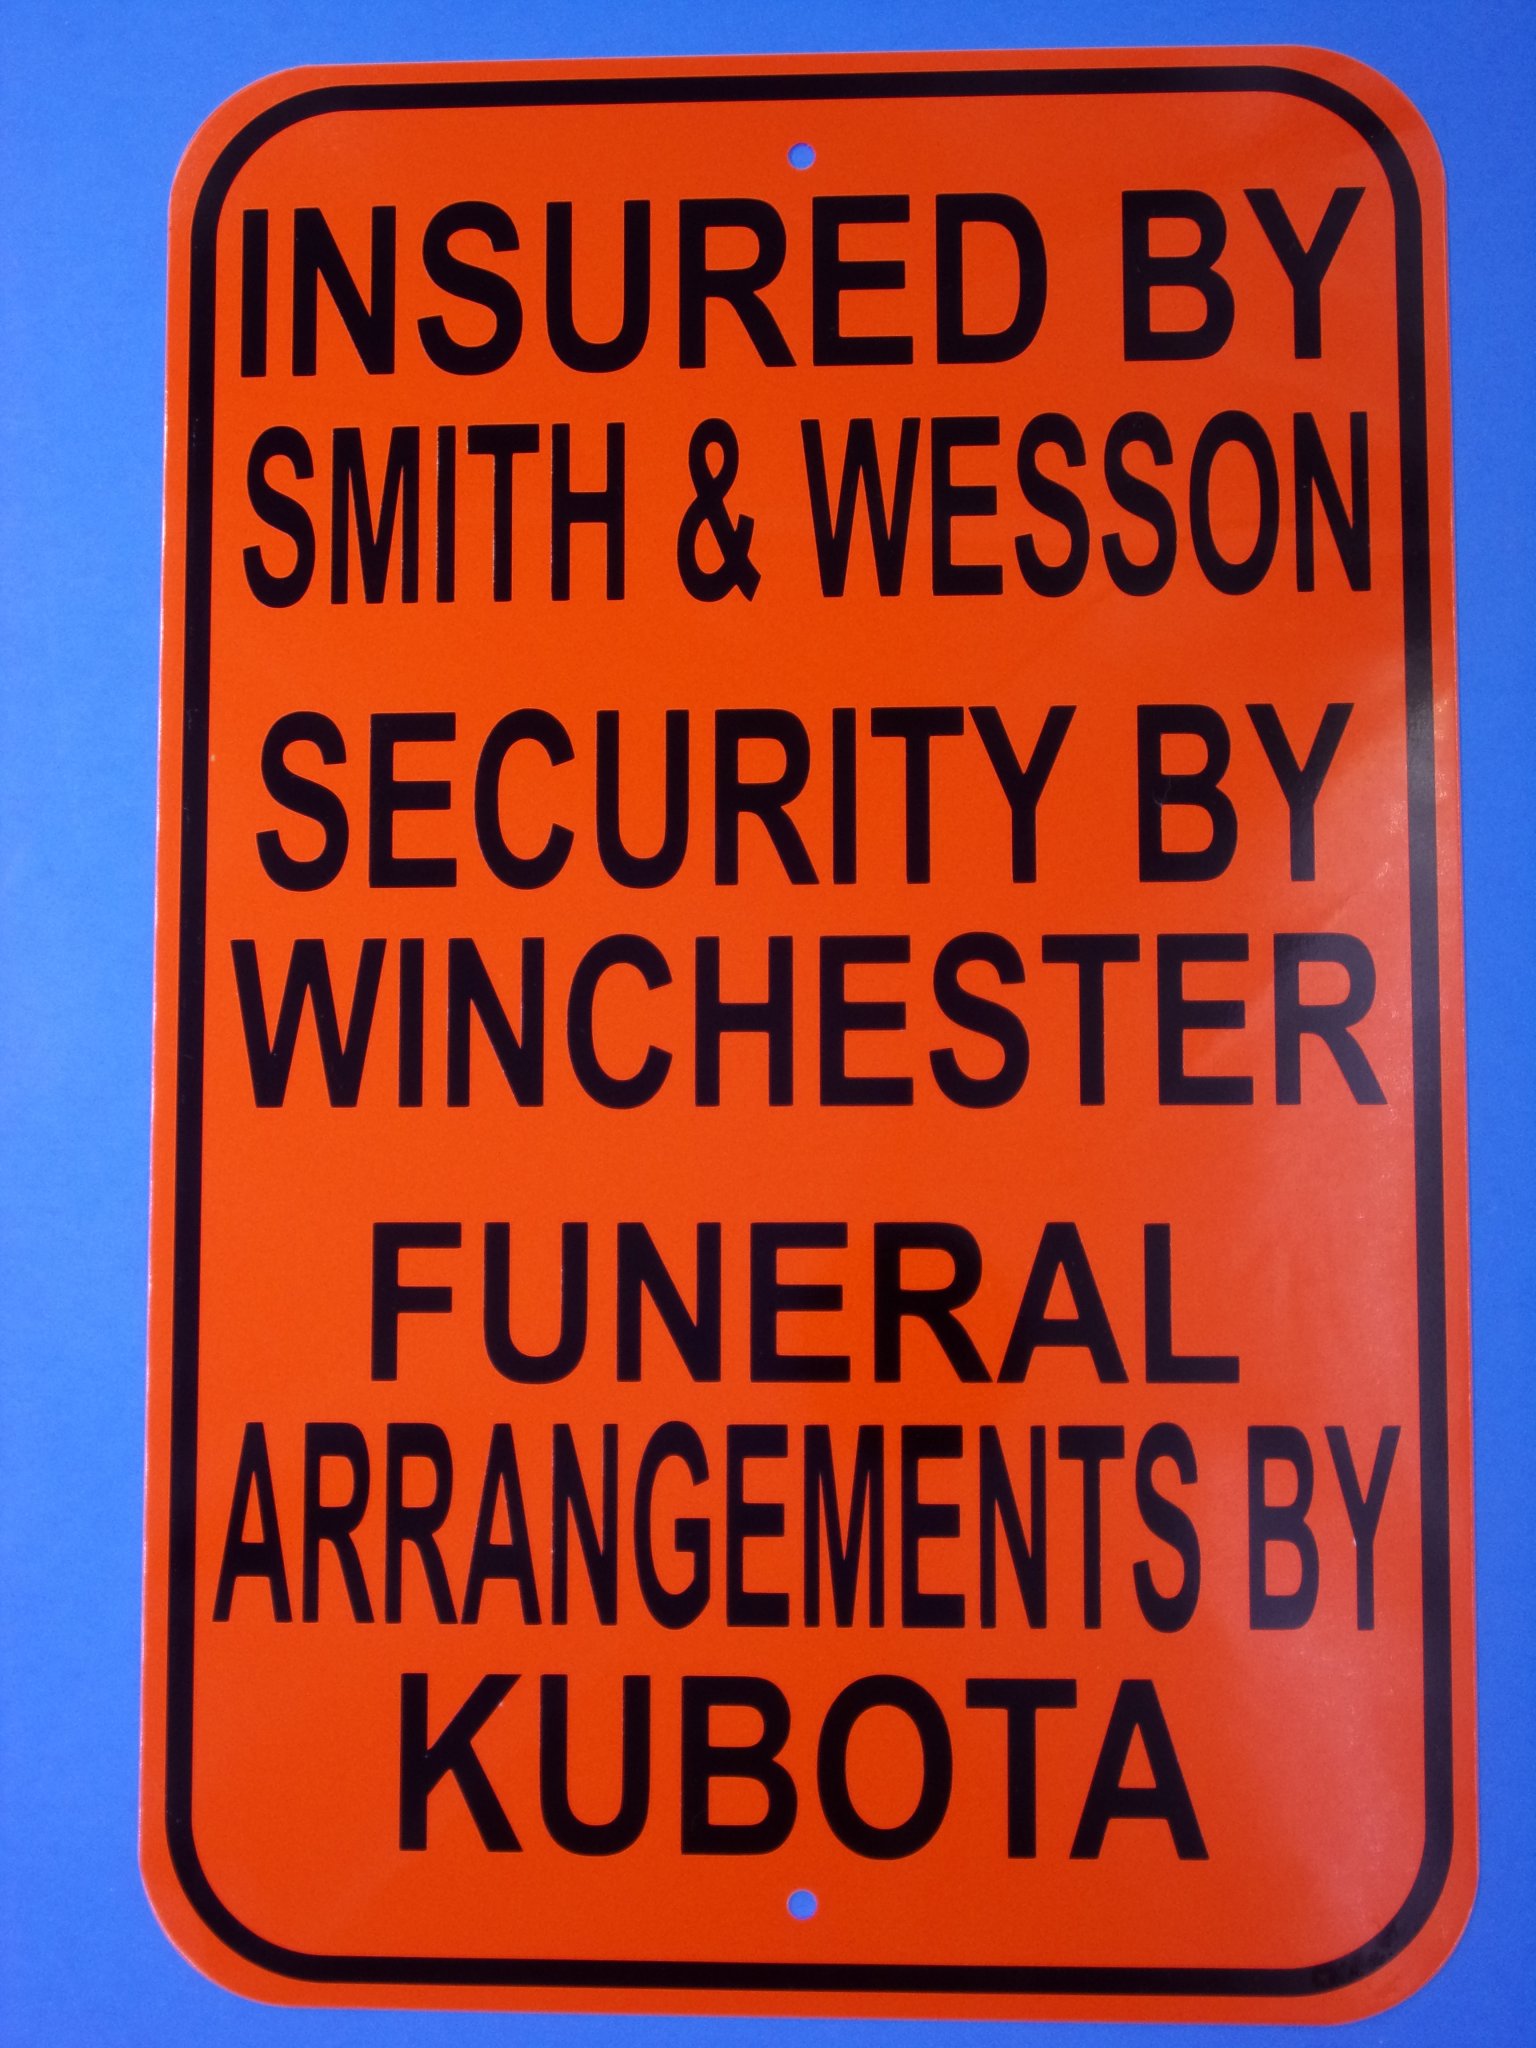 INSURED BY
SMITH & WESSON
SECURITY BY
WINCHESTER
FUNERAL
ARRANGEMENTS BY
KUBOTA